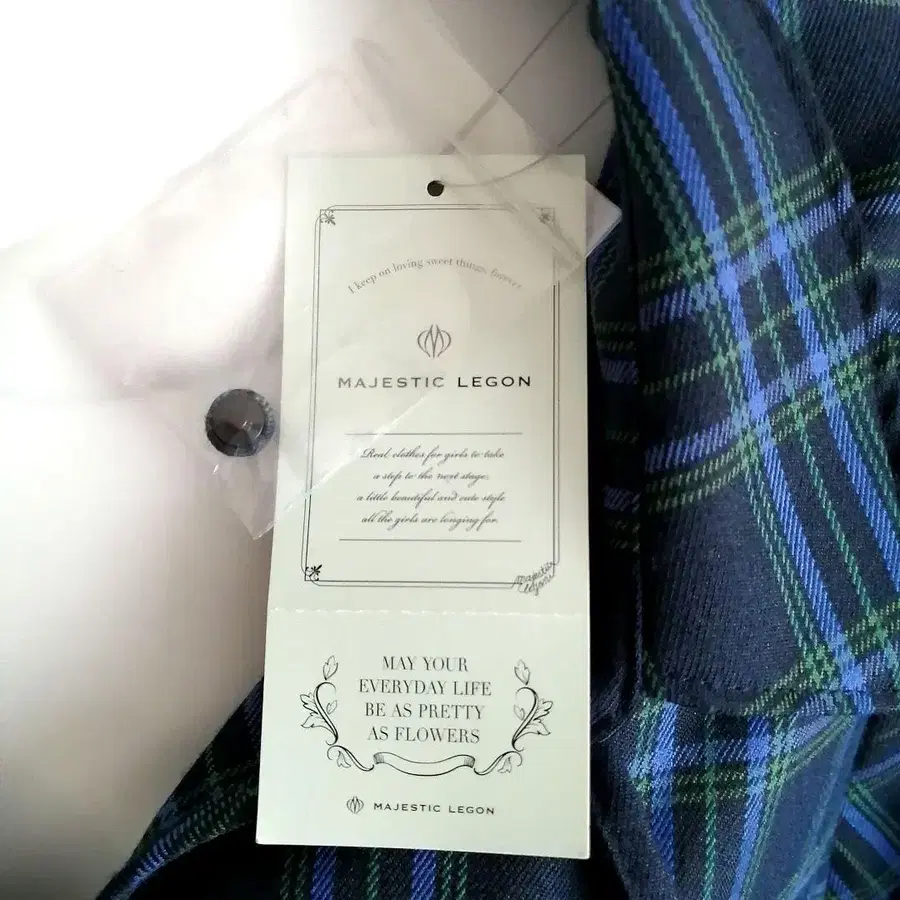 I keep on loving sweet things, forever.
MAJESTIC LEGON
Real clothes for girls to take
a step to the next stage,
a little beautiful and cute style
all the girls are longing for.
majestic
legon
MAY YOUR
EVERYDAY LIFE
BE AS PRETTY
AS FLOWERS
MAJESTIC LEGON